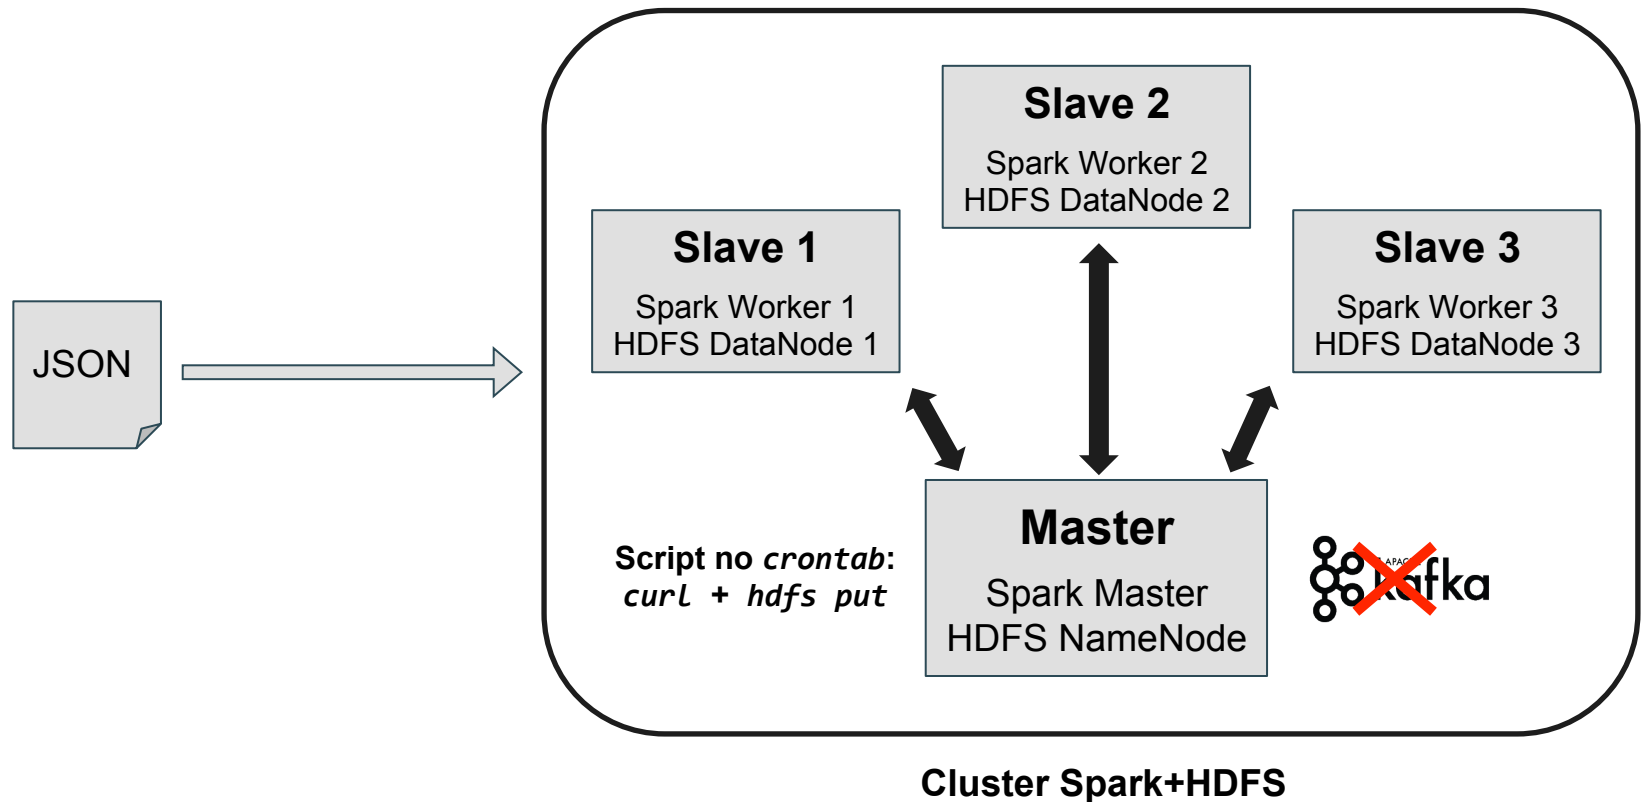 Slave 2
Spark Worker 2
HDFS DataNode 2
Slave 1
Spark Worker 1
HDFS DataNode 1
Slave 3
Spark Worker 3
HDFS DataNode 3
JSON
Master
Spark Master
HDFS NameNode
Script no crontab:
curl + hdfs put
kafka
Cluster Spark+HDFS